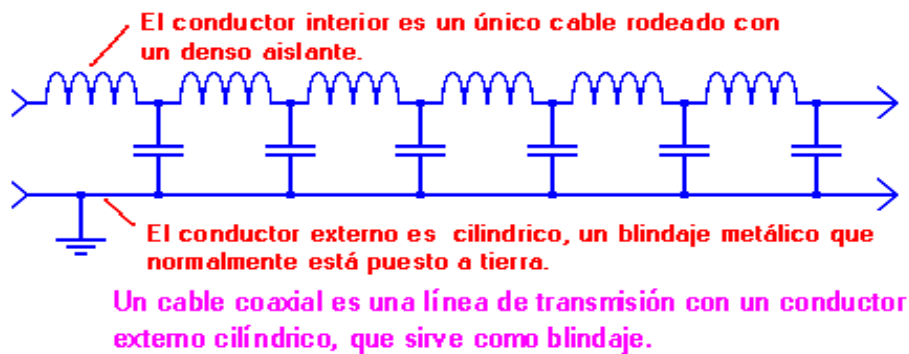 El conductor interior es un único cable rodeado con
un denso aislante.
El conductor externo es cilindrico, un blindaje metálico que
normalmente está puesto a tierra.
Un cable coaxial es una línea de transmisión con un conductor
externo cilíndrico, que sirve como blindaje.